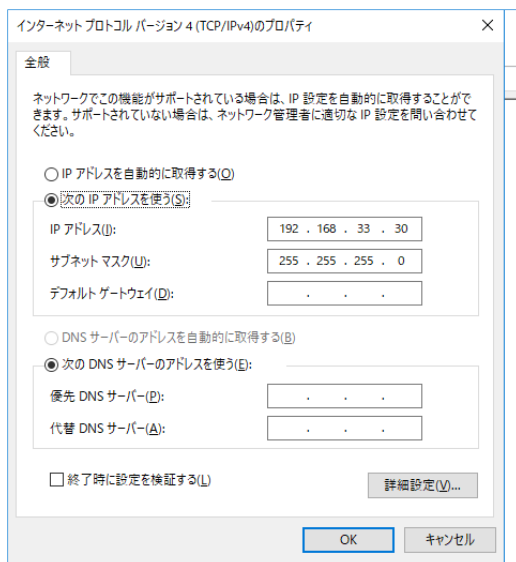 インターネット プロトコル バージョン 4 (TCP/IPv4)のプロパティ
全般
ネットワークでこの機能がサポートされている場合は、IP 設定を自動的に取得することがで
きます。サポートされていない場合は、ネットワーク管理者に適切な IP 設定を問い合わせて
ください。
IP アドレスを自動的に取得する(O)
次の IP アドレスを使う(S):
IP アドレス(I): 192 . 168 . 33 . 30
サブネット マスク(U): 255 . 255 . 255 . 0
デフォルト ゲートウェイ(D): . . .
DNS サーバーのアドレスを自動的に取得する(B)
次の DNS サーバーのアドレスを使う(E):
優先 DNS サーバー(P): . . .
代替 DNS サーバー(A): . . .
終了時に設定を検証する(L)
詳細設定(V)...
OK キャンセル